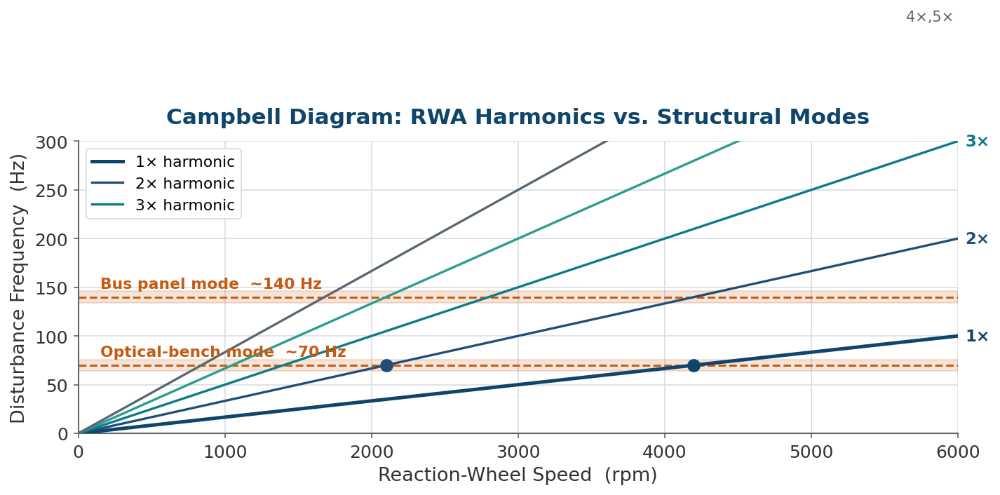 4×,5×
Campbell Diagram: RWA Harmonics vs. Structural Modes
Disturbance Frequency (Hz)
300
250
200
150
100
50
0
1× harmonic
2× harmonic
3× harmonic
Bus panel mode ~140 Hz
Optical-bench mode ~70 Hz
3×
2×
1×
0
1000
2000
3000
4000
5000
6000
Reaction-Wheel Speed (rpm)